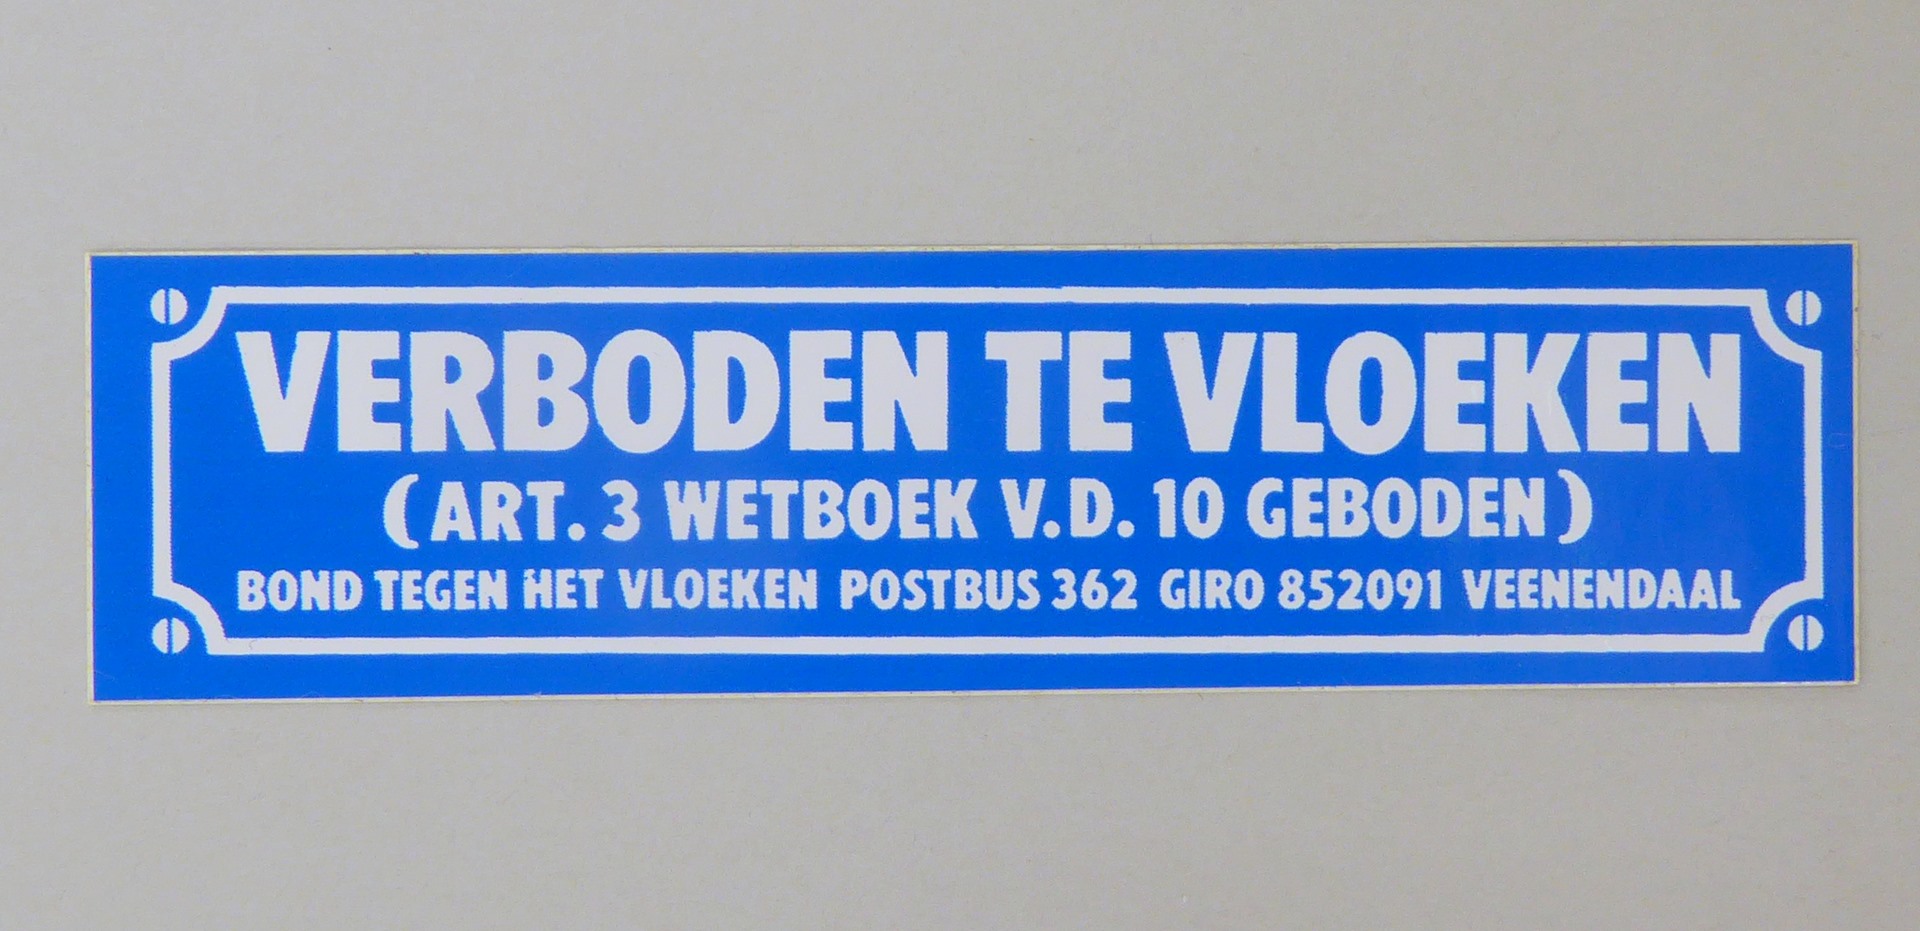 VERBODEN TE VLOEKEN
(ART. 3 WETBOEK V.D. 10 GEBODEN)
BOND TEGEN HET VLOEKEN POSTBUS 362 GIRO 852091 VEENENDAAL